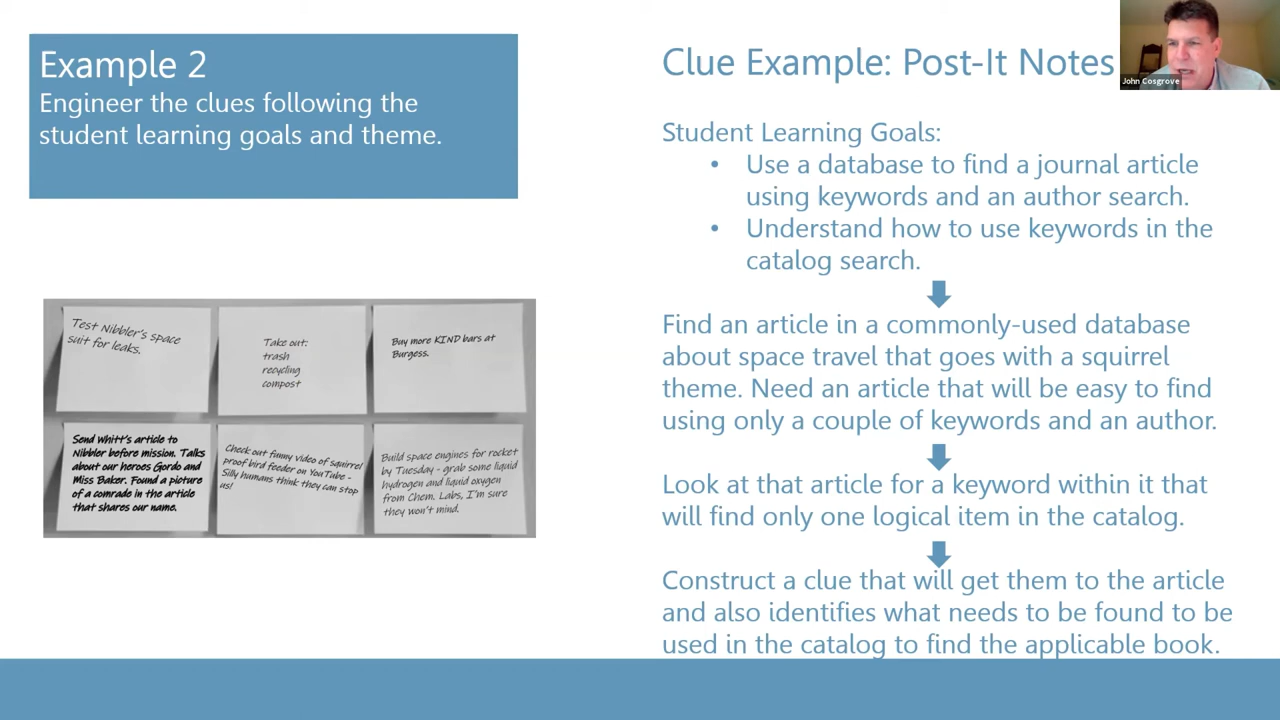 Example 2
Engineer the clues following the
student learning goals and theme.
Test Nibbler's space
suit for leaks.
Take out:
trash
recycling
compost
Buy more KIND bars at
Burgess.
Send Whitt's article to
Nibbler before mission. Talks
about our heroes Gordo and
Miss Baker. Found a picture
of a comrade in the article
that shares our name.
Check out funny video of squirrel
proof bird feeder on YouTube -
Silly humans think they can stop
us!
Build space engines for rocket
by Tuesday - grab some liquid
hydrogen and liquid oxygen
from Chem. Labs, I'm sure
they won't mind.
Clue Example: Post-It Notes
Student Learning Goals:
• Use a database to find a journal article
using keywords and an author search.
• Understand how to use keywords in the
catalog search.
Find an article in a commonly-used database
about space travel that goes with a squirrel
theme. Need an article that will be easy to find
using only a couple of keywords and an author.
Look at that article for a keyword within it that
will find only one logical item in the catalog.
Construct a clue that will get them to the article
and also identifies what needs to be found to be
used in the catalog to find the applicable book.
John Cosgrove